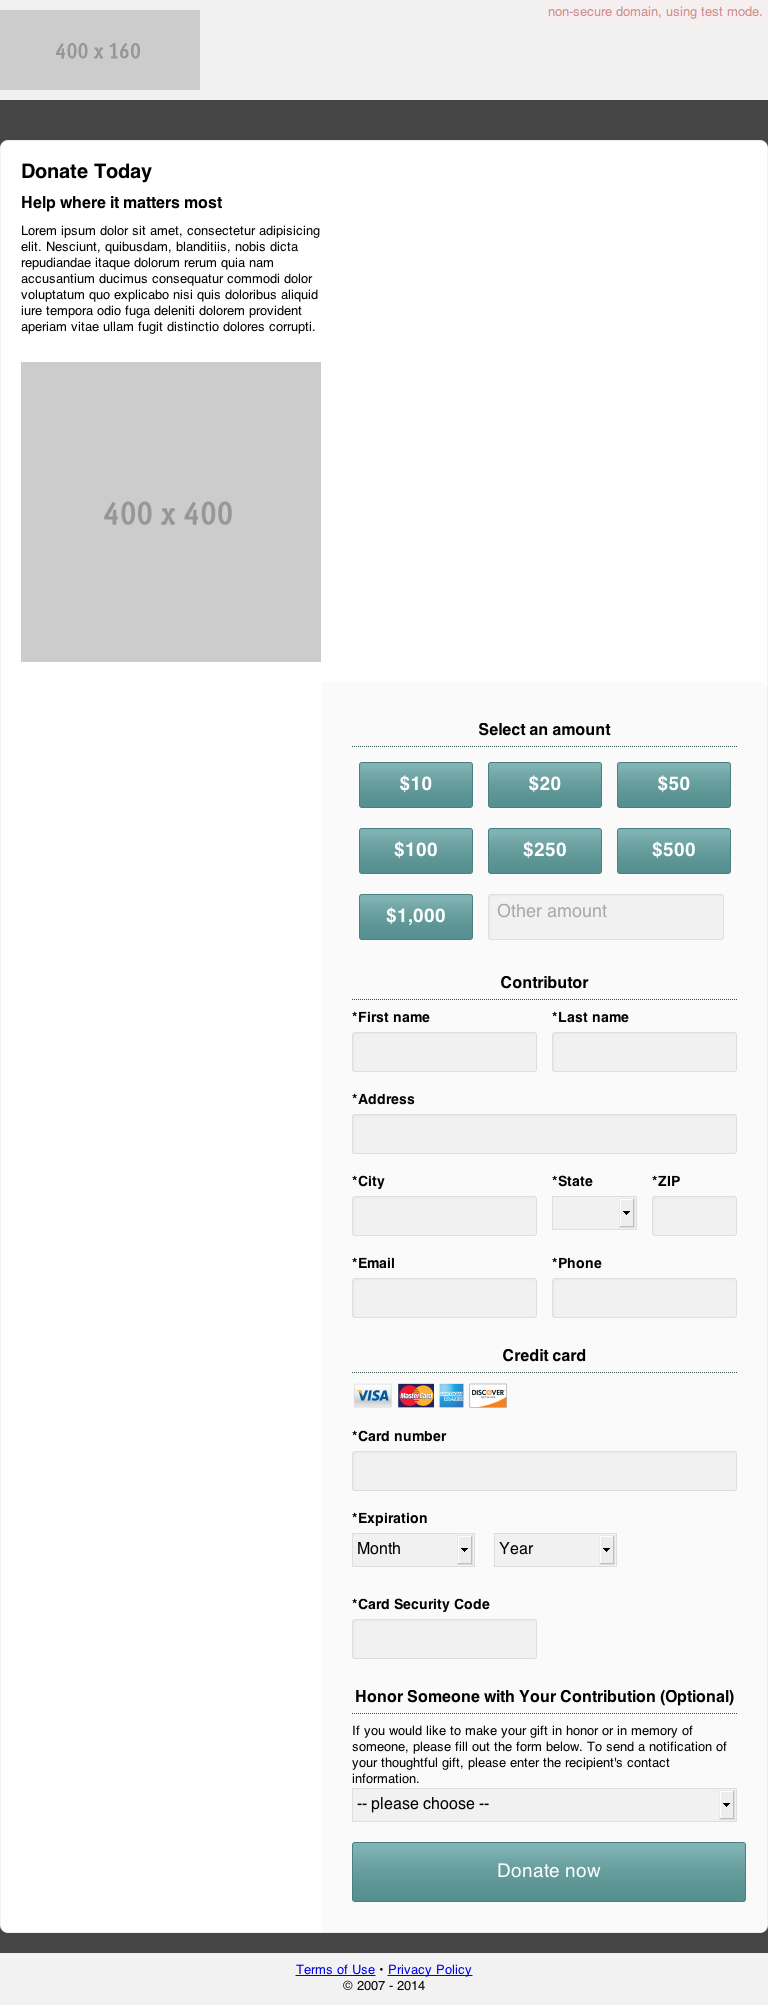 non-secure domain, using test mode.
400 x 160
Donate Today
Help where it matters most
Lorem ipsum dolor sit amet, consectetur adipisicing
elit. Nesciunt, quibusdam, blanditiis, nobis dicta
repudiandae itaque dolorum rerum quia nam
accusantium ducimus consequatur commodi dolor
voluptatum quo explicabo nisi quis doloribus aliquid
iure tempora odio fuga deleniti dolorem provident
aperiam vitae ullam fugit distinctio dolores corrupti.
400 x 400
Select an amount
$10 $20 $50
$100 $250 $500
$1,000 Other amount
Contributor
*First name *Last name
*Address
*City *State *ZIP
*Email *Phone
Credit card
VISA MasterCard AMERICAN EXPRESS DISCOVER
*Card number
*Expiration
Month Year
*Card Security Code
Honor Someone with Your Contribution (Optional)
If you would like to make your gift in honor or in memory of
someone, please fill out the form below. To send a notification of
your thoughtful gift, please enter the recipient's contact
information.
-- please choose --
Donate now
Terms of Use • Privacy Policy
© 2007 - 2014